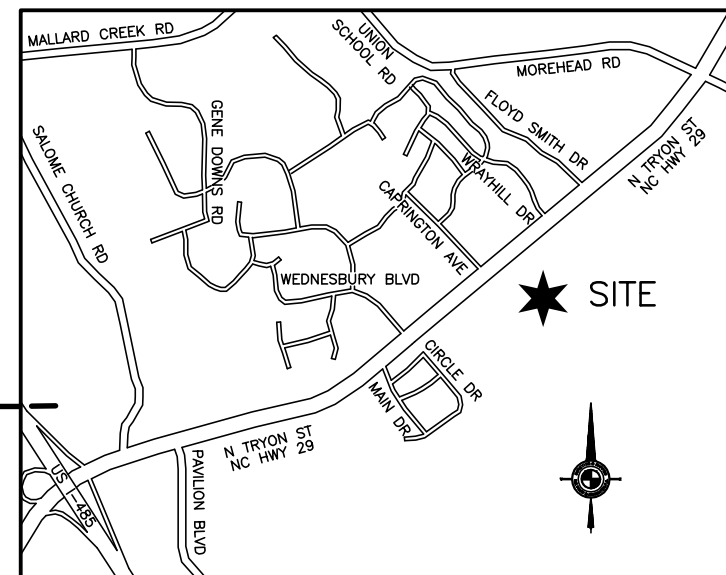 MALLARD CREEK RD
UNION
SCHOOL RD
MOREHEAD RD
FLOYD SMITH DR
N TRYON ST
NC HWY 29
GENE DOWNS RD
SALOME CHURCH RD
WRAYHILL DR
CAPRINGTON AVE
WEDNESBURY BLVD
SITE
CIRCLE DR
MAIN DR
N TRYON ST
NC HWY 29
US I-485
PAVILION BLVD